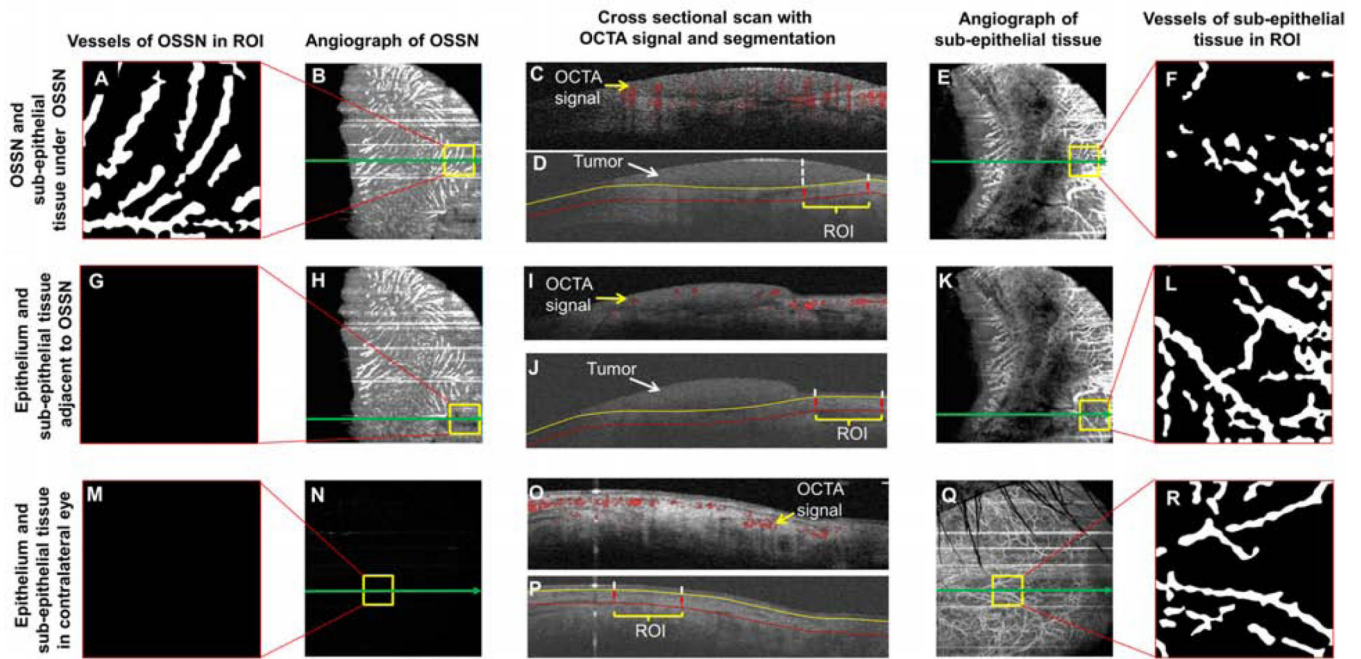 Vessels of OSSN in ROI
Angiograph of OSSN
Cross sectional scan with
OCTA signal and segmentation
Angiograph of
sub-epithelial tissue
Vessels of sub-epithelial
tissue in ROI
OSSN and
sub-epithelial
tissue under OSSN
A
B
C
OCTA
signal
D
Tumor
ROI
E
F
Epithelium and
sub-epithelial tissue
adjacent to OSSN
G
H
I
OCTA
signal
J
Tumor
ROI
K
L
Epithelium and
sub-epithelial tissue
in contralateral eye
M
N
O
OCTA
signal
P
ROI
Q
R